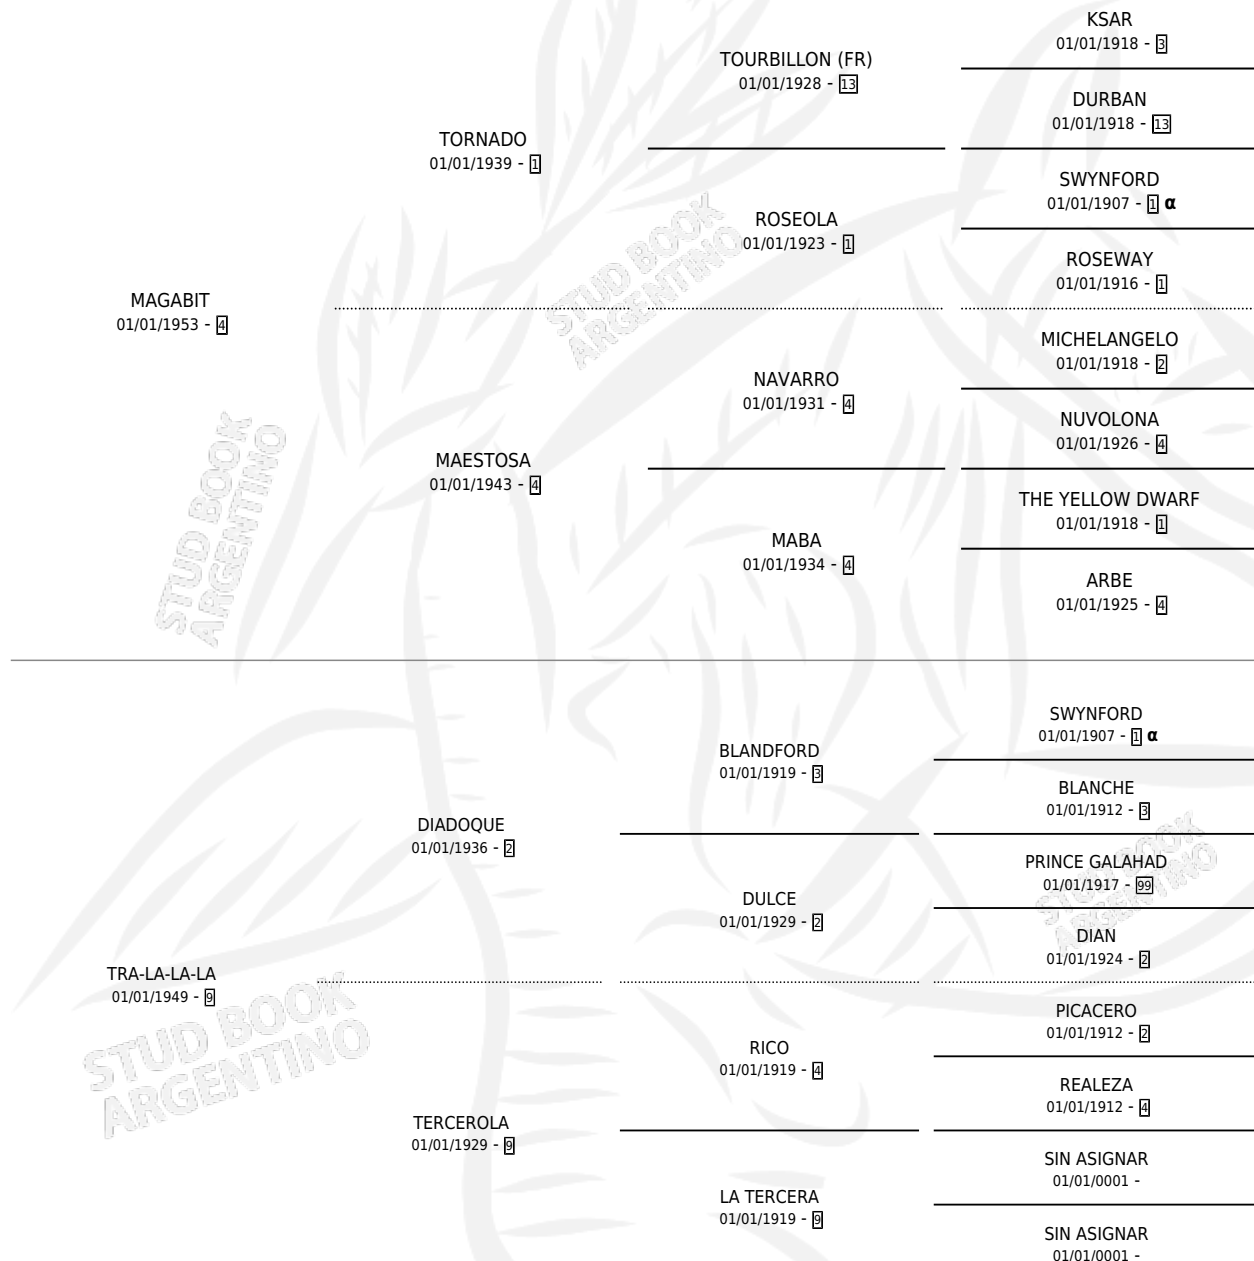 KSAR
01/01/1918 - 3
TOURBILLON (FR)
01/01/1928 - 13
DURBAN
01/01/1918 - 13
TORNADO
01/01/1939 - 1
SWYNFORD
01/01/1907 - 1 α
ROSEOLA
01/01/1923 - 1
ROSEWAY
01/01/1916 - 1
MAGABIT
01/01/1953 - 4
MICHELANGELO
01/01/1918 - 2
NAVARRO
01/01/1931 - 4
NUVOLONA
01/01/1926 - 4
MAESTOSA
01/01/1943 - 4
THE YELLOW DWARF
01/01/1918 - 1
MABA
01/01/1934 - 4
ARBE
01/01/1925 - 4
SWYNFORD
01/01/1907 - 1 α
BLANDFORD
01/01/1919 - 3
BLANCHE
01/01/1912 - 3
DIADOQUE
01/01/1936 - 2
PRINCE GALAHAD
01/01/1917 - 99
DULCE
01/01/1929 - 2
DIAN
01/01/1924 - 2
TRA-LA-LA-LA
01/01/1949 - 9
PICACERO
01/01/1912 - 2
RICO
01/01/1919 - 4
REALEZA
01/01/1912 - 4
TERCEROLA
01/01/1929 - 9
SIN ASIGNAR
01/01/0001 -
LA TERCERA
01/01/1919 - 9
SIN ASIGNAR
01/01/0001 -
STUD BOOK
ARGENTINO
STUD BOOK
ARGENTINO
STUD BOOK
ARGENTINO
STUD BOOK
ARGENTINO